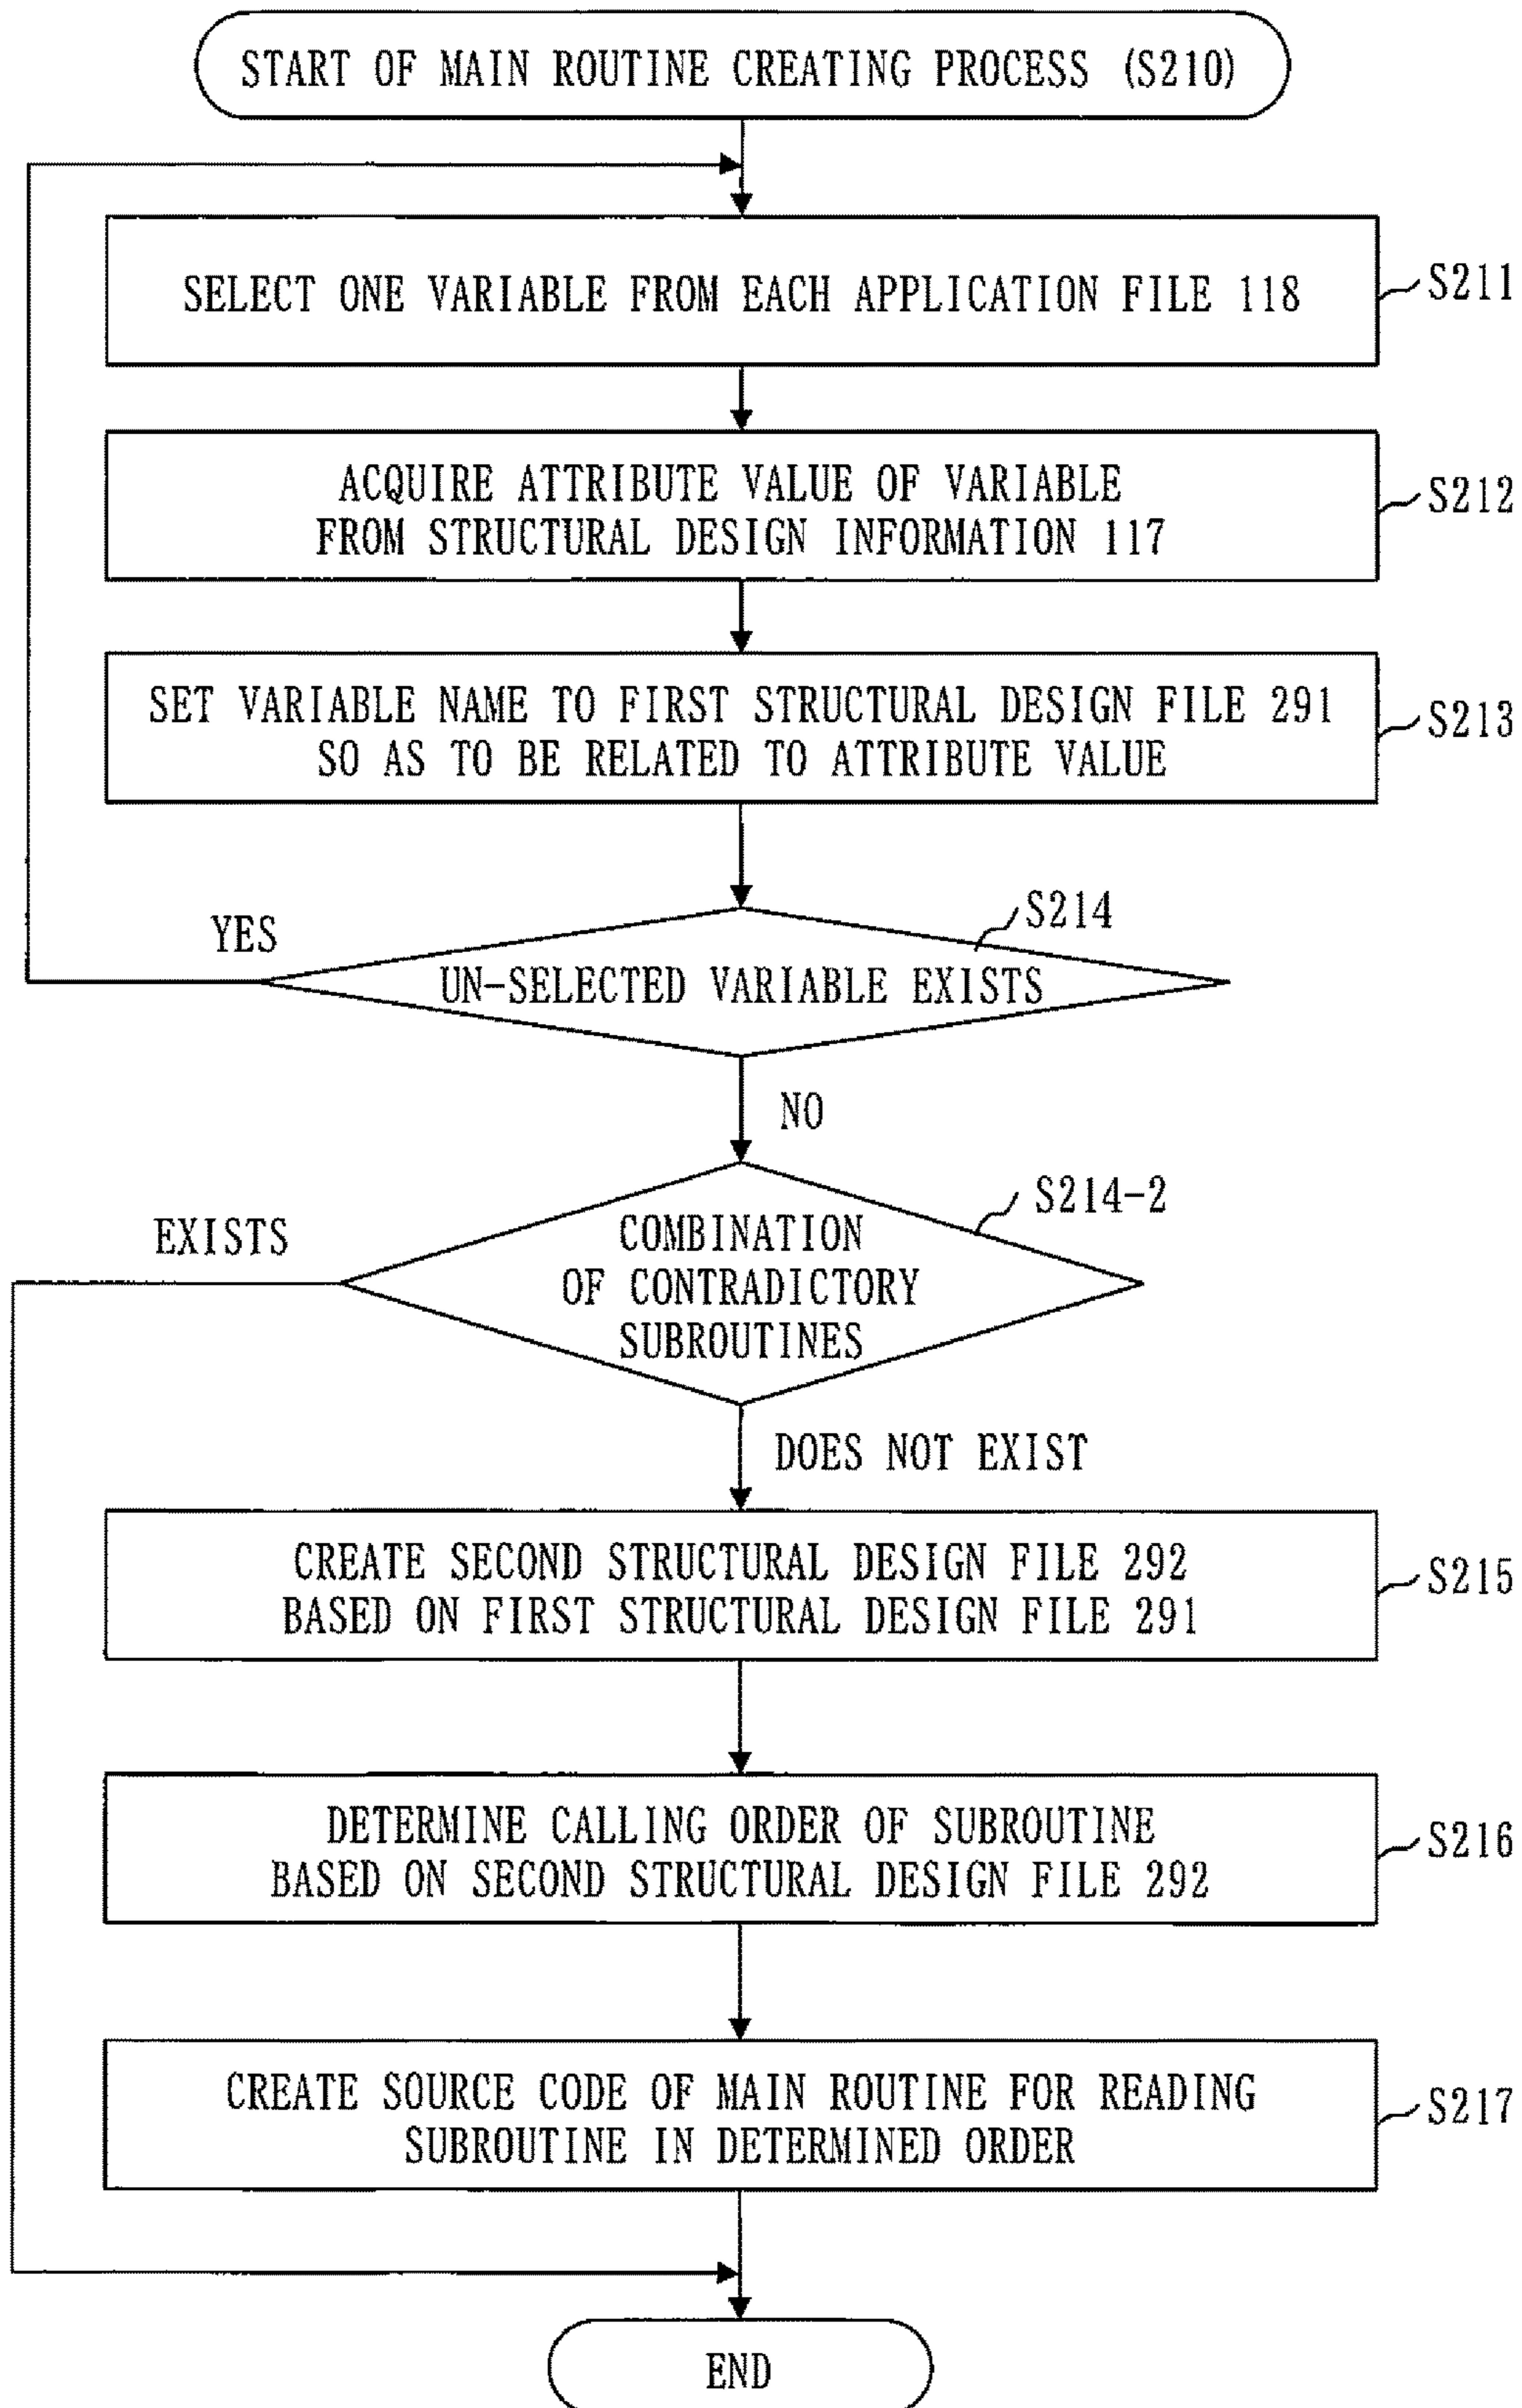 START OF MAIN ROUTINE CREATING PROCESS (S210)
SELECT ONE VARIABLE FROM EACH APPLICATION FILE 118
S211
ACQUIRE ATTRIBUTE VALUE OF VARIABLE
FROM STRUCTURAL DESIGN INFORMATION 117
S212
SET VARIABLE NAME TO FIRST STRUCTURAL DESIGN FILE 291
SO AS TO BE RELATED TO ATTRIBUTE VALUE
S213
S214
YES
UN-SELECTED VARIABLE EXISTS
NO
S214-2
EXISTS
COMBINATION
OF CONTRADICTORY
SUBROUTINES
DOES NOT EXIST
CREATE SECOND STRUCTURAL DESIGN FILE 292
BASED ON FIRST STRUCTURAL DESIGN FILE 291
S215
DETERMINE CALLING ORDER OF SUBROUTINE
BASED ON SECOND STRUCTURAL DESIGN FILE 292
S216
CREATE SOURCE CODE OF MAIN ROUTINE FOR READING
SUBROUTINE IN DETERMINED ORDER
S217
END